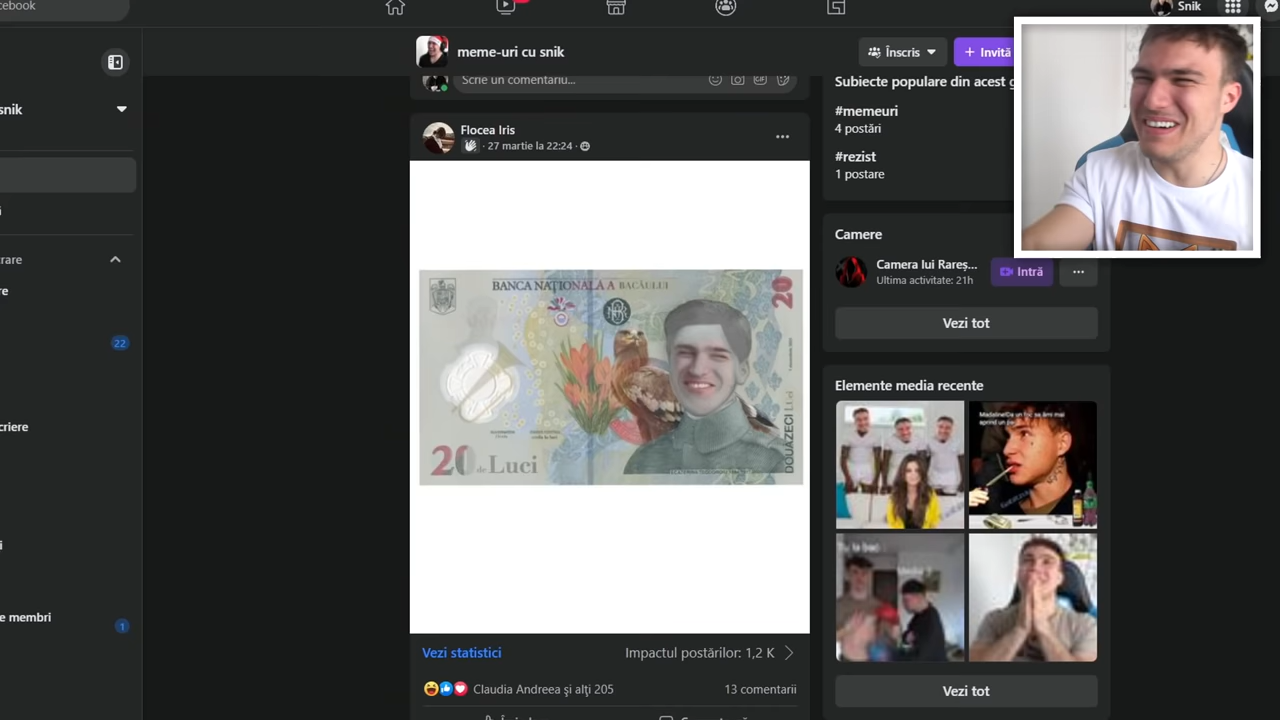 cebook
Snik
meme-uri cu snik
Înscris
+ Invită
snik
Scrie un comentariu...
Subiecte populare din acest g
#memeuri
4 postări
#rezist
1 postare
Flocea Iris
27 martie la 22:24
BANCA NAȚIONALA A BACĂULUI
20
DOUAZECI Luci
20 de Luci
Camere
Camera lui Rareș...
Ultima activitate: 21h
Intră
Vezi tot
rare
re
22
Elemente media recente
criere
i
e membri
1
Vezi statistici
Impactul postărilor: 1,2 K
Claudia Andreea și alți 205
13 comentarii
Vezi tot